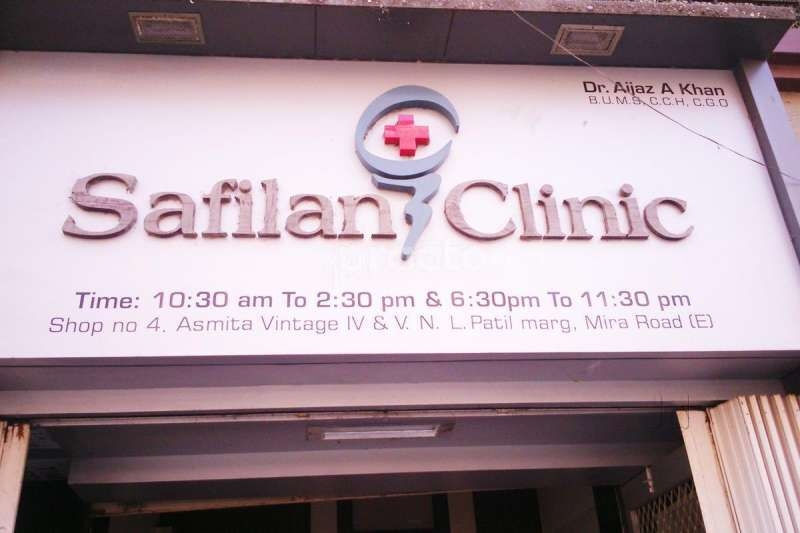 Dr. Aijaz A Khan
B.U.M.S, C.C.H, C.G.O
Safilan Clinic
practo
Time: 10:30 am To 2:30 pm & 6:30pm To 11:30 pm
Shop no 4. Asmita Vintage IV & V. N. L. Patil marg, Mira Road (E)